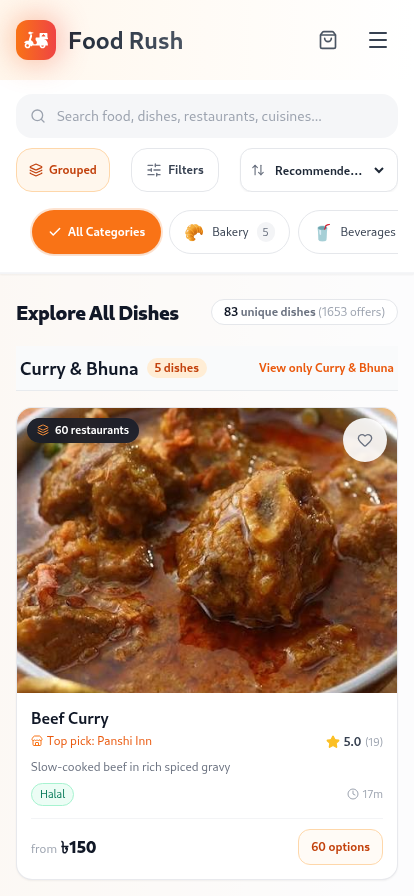 Food Rush
Search food, dishes, restaurants, cuisines...
Grouped
Filters
Recommende...
All Categories
Bakery 5
Beverages
Explore All Dishes
83 unique dishes (1653 offers)
Curry & Bhuna
5 dishes
View only Curry & Bhuna
60 restaurants
Beef Curry
Top pick: Panshi Inn
5.0 (19)
Slow-cooked beef in rich spiced gravy
Halal
17m
from ৳150
60 options